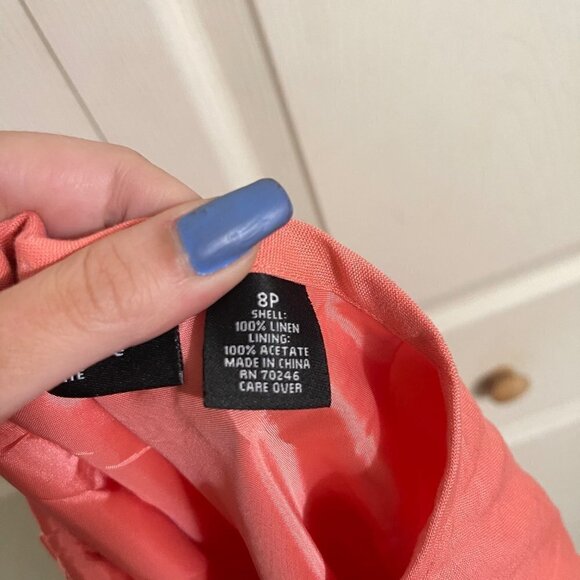 8P
SHELL:
100% LINEN
LINING:
100% ACETATE
MADE IN CHINA
RN 70246
CARE OVER